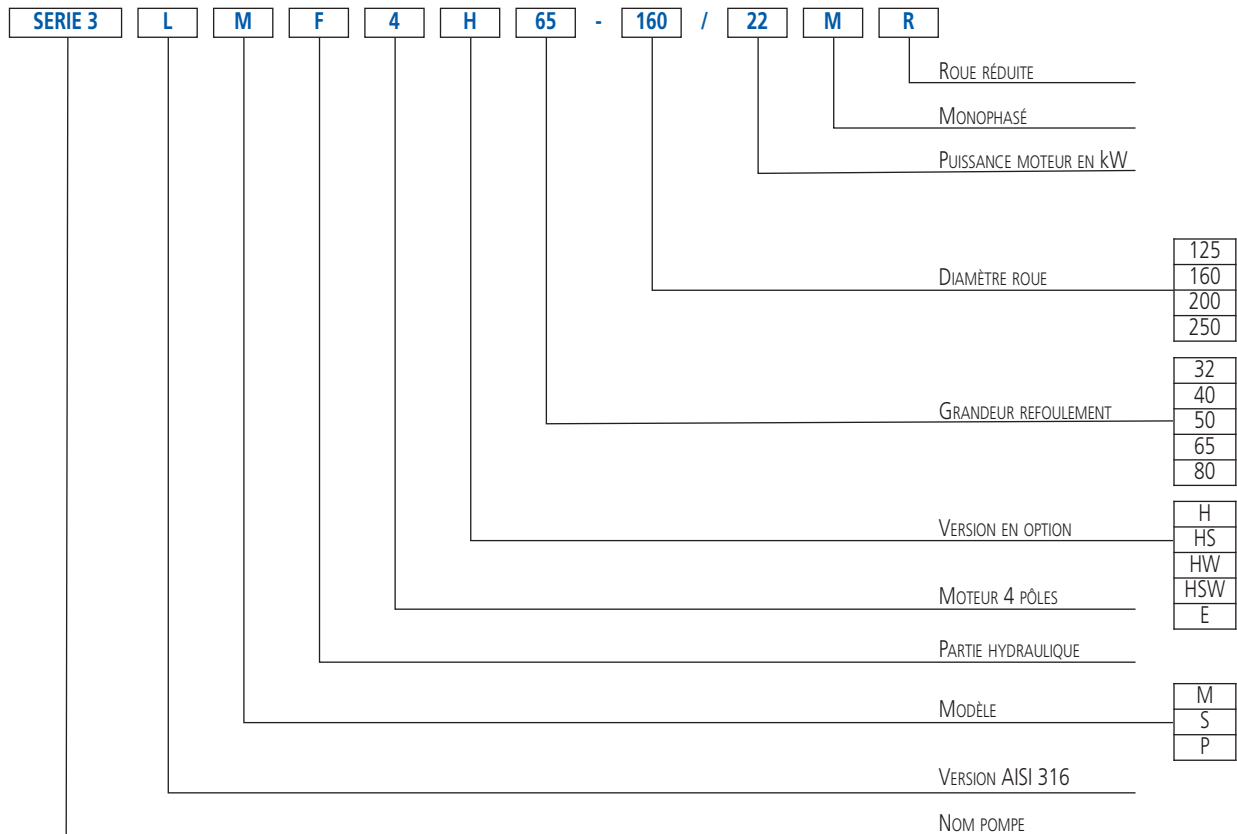 SERIE 3 L M F 4 H 65 - 160 / 22 M R
ROUE RÉDUITE
MONOPHASÉ
PUISSANCE MOTEUR EN kW
DIAMÈTRE ROUE
125
160
200
250
GRANDEUR REFOULEMENT
32
40
50
65
80
VERSION EN OPTION
H
HS
HW
HSW
E
MOTEUR 4 PÔLES
PARTIE HYDRAULIQUE
MODÈLE
M
S
P
VERSION AISI 316
NOM POMPE